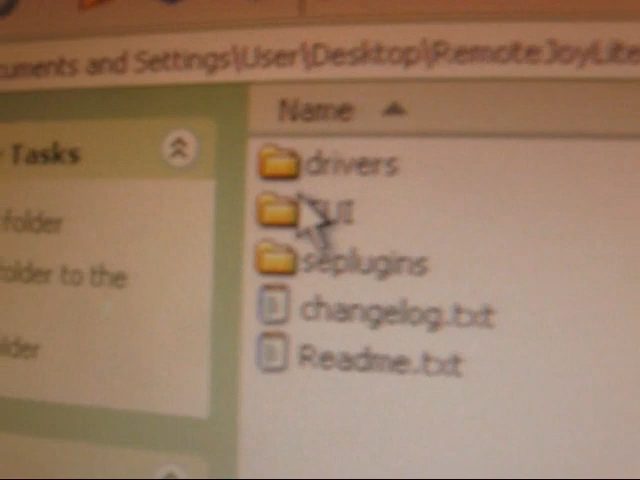 cuments and Settings\User\Desktop\RemoteJoyLite
Name
Tasks
drivers
folder
UI
folder to the
seplugins
changelog.txt
lder
Readme.txt